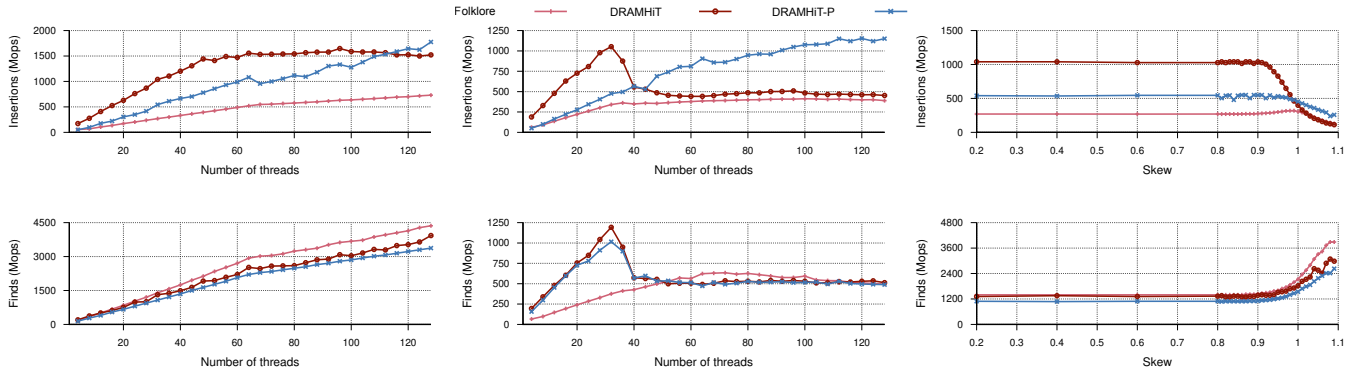 Folklore DRAMHiT DRAMHiT-P
Insertions (Mops)
2000
1500
1000
500
0
20 40 60 80 100 120
Number of threads
Insertions (Mops)
1250
1000
750
500
250
0
20 40 60 80 100 120
Number of threads
Insertions (Mops)
1500
1000
500
0
0.2 0.3 0.4 0.5 0.6 0.7 0.8 0.9 1 1.1
Skew
Finds (Mops)
4500
3000
1500
0
20 40 60 80 100 120
Number of threads
Finds (Mops)
1250
1000
750
500
250
0
20 40 60 80 100 120
Number of threads
Finds (Mops)
4800
3600
2400
1200
0
0.2 0.3 0.4 0.5 0.6 0.7 0.8 0.9 1 1.1
Skew